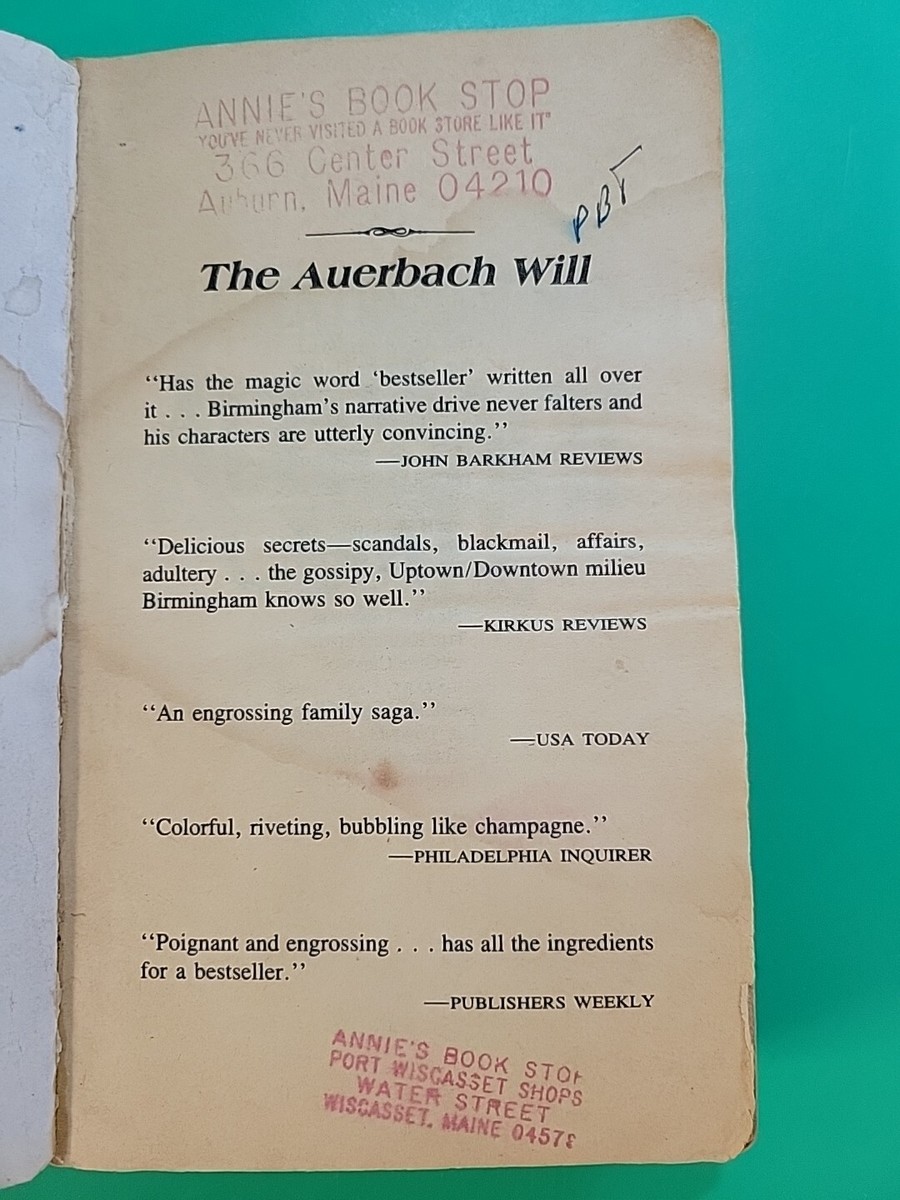 ANNIE'S BOOK STOP
YOU'VE NEVER VISITED A BOOK STORE LIKE IT"
366 Center Street
Auburn, Maine 04210
PBT
The Auerbach Will
‘‘Has the magic word ‘bestseller’ written all over
it . . . Birmingham’s narrative drive never falters and
his characters are utterly convincing.’’
—JOHN BARKHAM REVIEWS
‘‘Delicious secrets—scandals, blackmail, affairs,
adultery . . . the gossipy, Uptown/Downtown milieu
Birmingham knows so well.’’
—KIRKUS REVIEWS
‘‘An engrossing family saga.’’
—USA TODAY
‘‘Colorful, riveting, bubbling like champagne.’’
—PHILADELPHIA INQUIRER
‘‘Poignant and engrossing . . . has all the ingredients
for a bestseller.’’
—PUBLISHERS WEEKLY
ANNIE'S BOOK STOP
PORT WISCASSET SHOPS
WATER STREET
WISCASSET, MAINE 04578